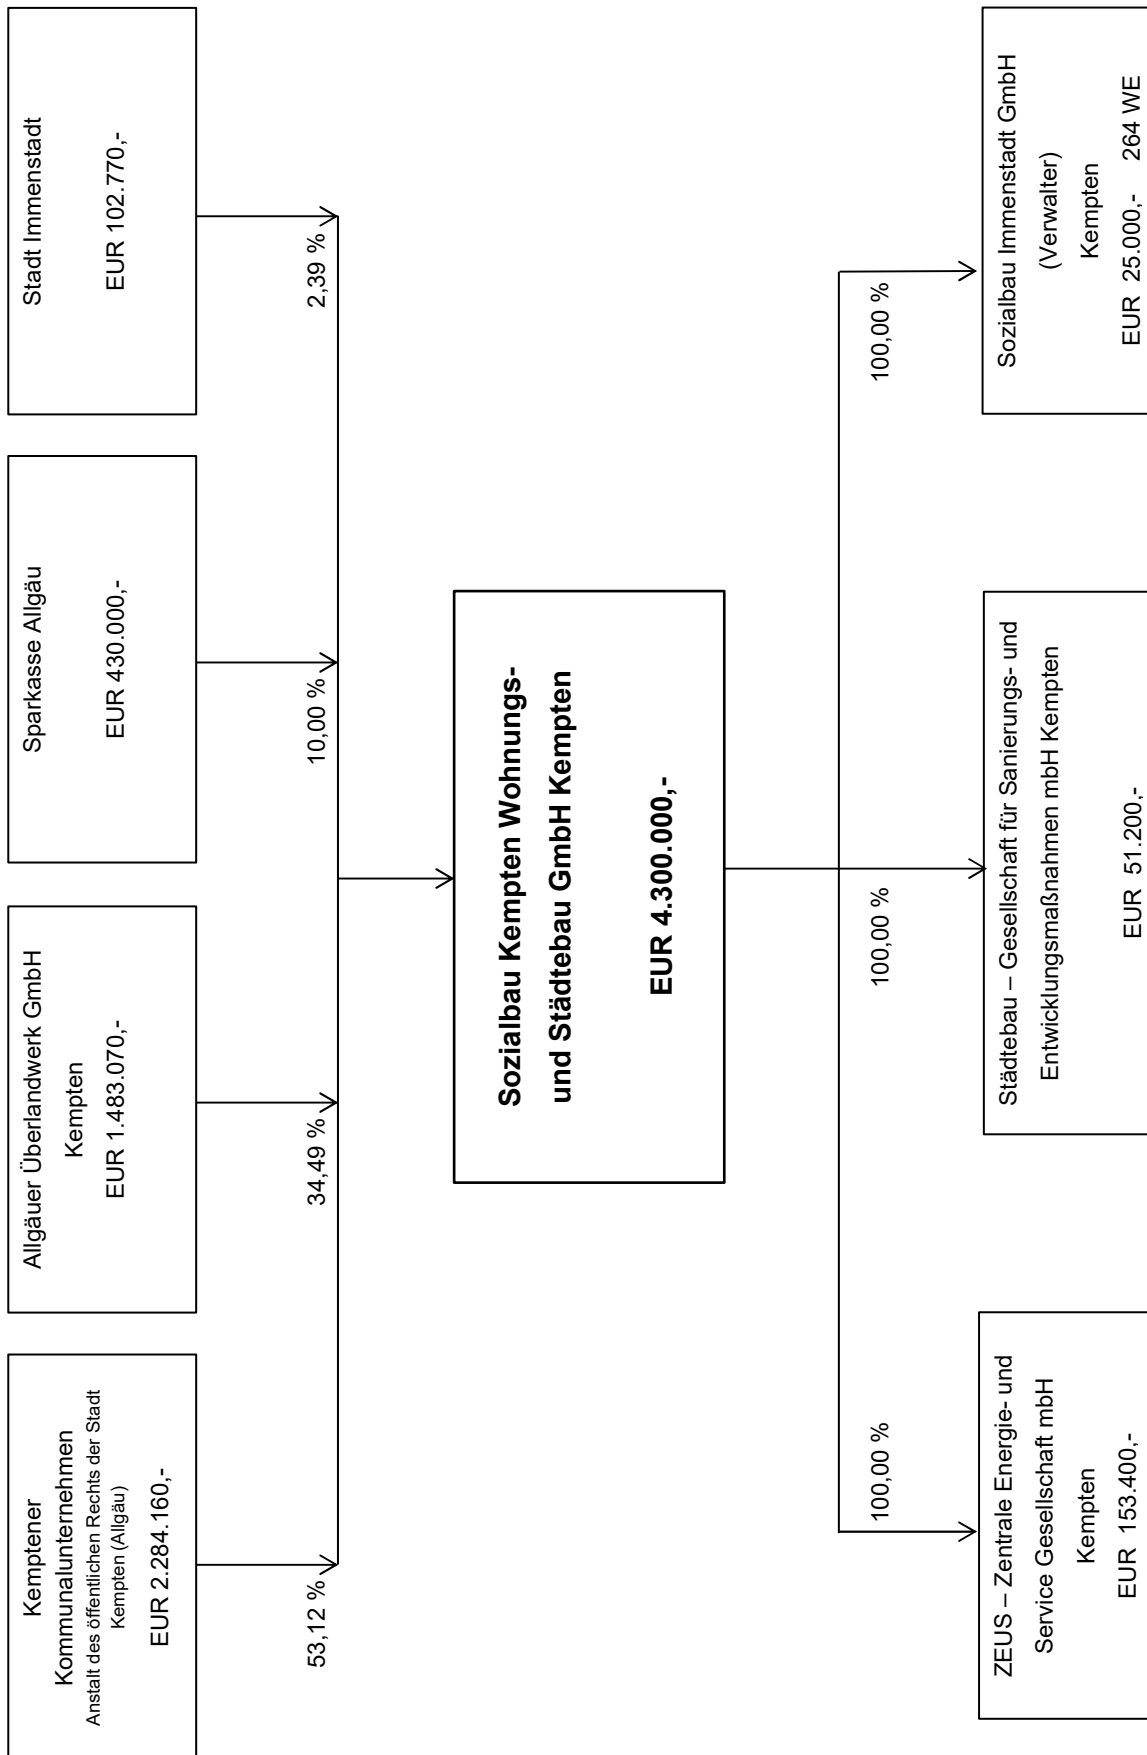 Kemptener
Kommunalunternehmen
Anstalt des öffentlichen Rechts der Stadt
Kempten (Allgäu)
EUR 2.284.160,-
Allgäuer Überlandwerk GmbH
Kempten
EUR 1.483.070,-
Sparkasse Allgäu
EUR 430.000,-
Stadt Immenstadt
EUR 102.770,-
53,12 %
34,49 %
10,00 %
2,39 %
Sozialbau Kempten Wohnungs-
und Städtebau GmbH Kempten
EUR 4.300.000,-
100,00 %
100,00 %
100,00 %
ZEUS – Zentrale Energie- und
Service Gesellschaft mbH
Kempten
EUR 153.400,-
Städtebau – Gesellschaft für Sanierungs- und
Entwicklungsmaßnahmen mbH Kempten
EUR 51.200,-
Sozialbau Immenstadt GmbH
(Verwalter)
Kempten
EUR 25.000,- 264 WE